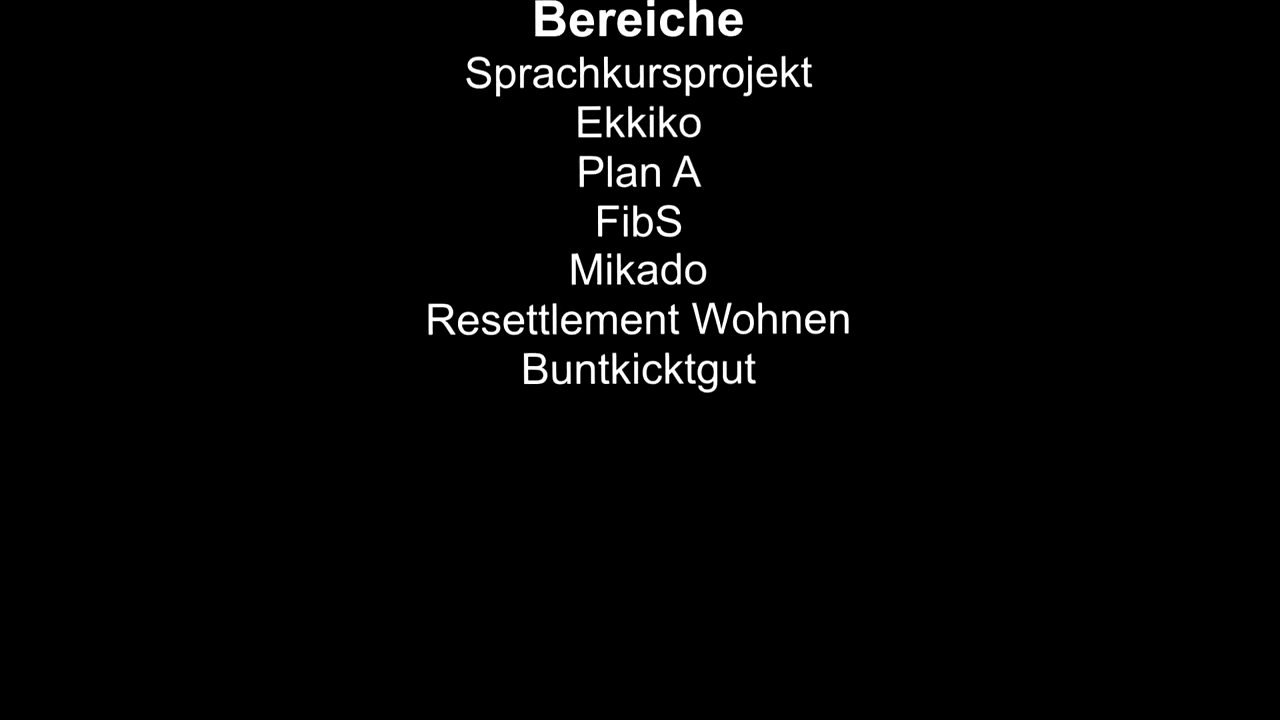 Bereiche
Sprachkursprojekt
Ekkiko
Plan A
FibS
Mikado
Resettlement Wohnen
Buntkicktgut